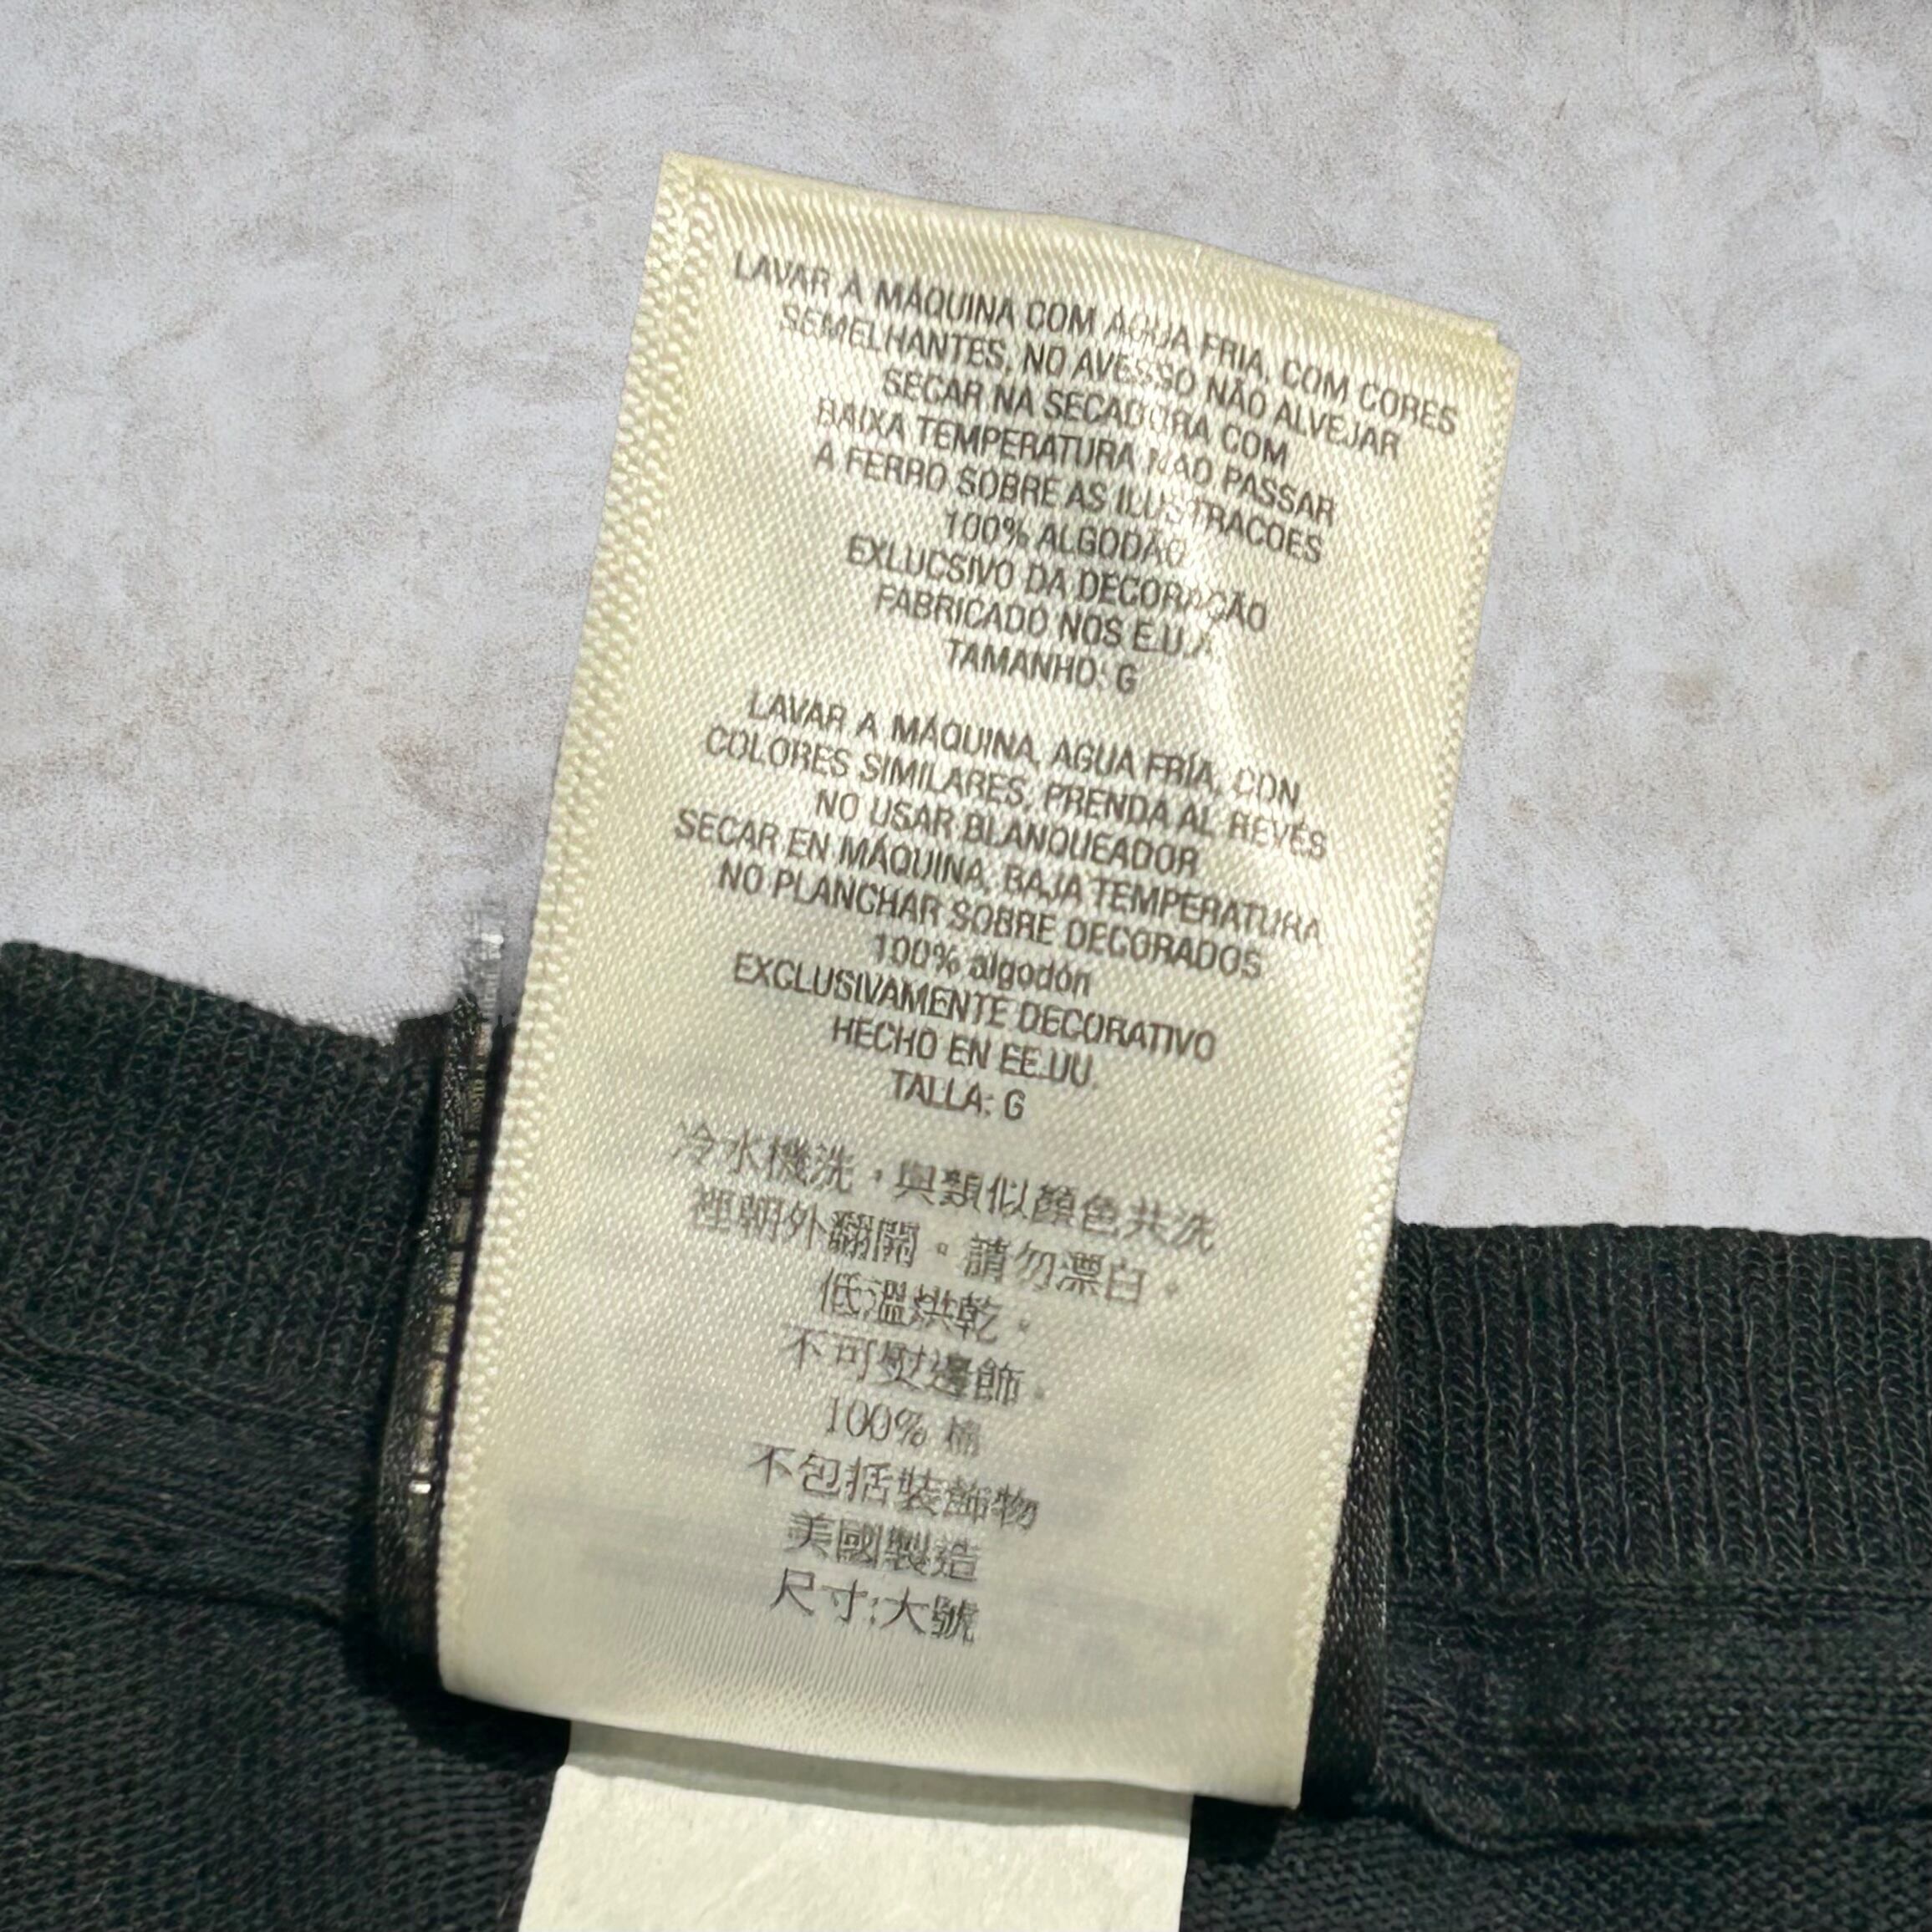 LAVAR À MÁQUINA COM ÁGUA FRIA, COM CORES
SEMELHANTES, NO AVESSO NÃO ALVEJAR
SECAR NA SECADORA COM
BAIXA TEMPERATURA NÃO PASSAR
A FERRO SOBRE AS ILUSTRACOES
100% ALGODÃO
EXLUCSIVO DA DECORAÇÃO
FABRICADO NOS E.U.A
TAMANHO: G
LAVAR A MÁQUINA, AGUA FRÍA, CON
COLORES SIMILARES, PRENDA AL REVÉS
NO USAR BLANQUEADOR
SECAR EN MÁQUINA, BAJA TEMPERATURA
NO PLANCHAR SOBRE DECORADOS
100% algodón
EXCLUSIVAMENTE DECORATIVO
HECHO EN EE.UU.
TALLA: G
冷水機洗，與類似顏色共洗
裡朝外翻開。請勿漂白。
低溫烘乾。
不可熨邊飾。
100% 棉
不包括裝飾物
美國製造
尺寸:大號